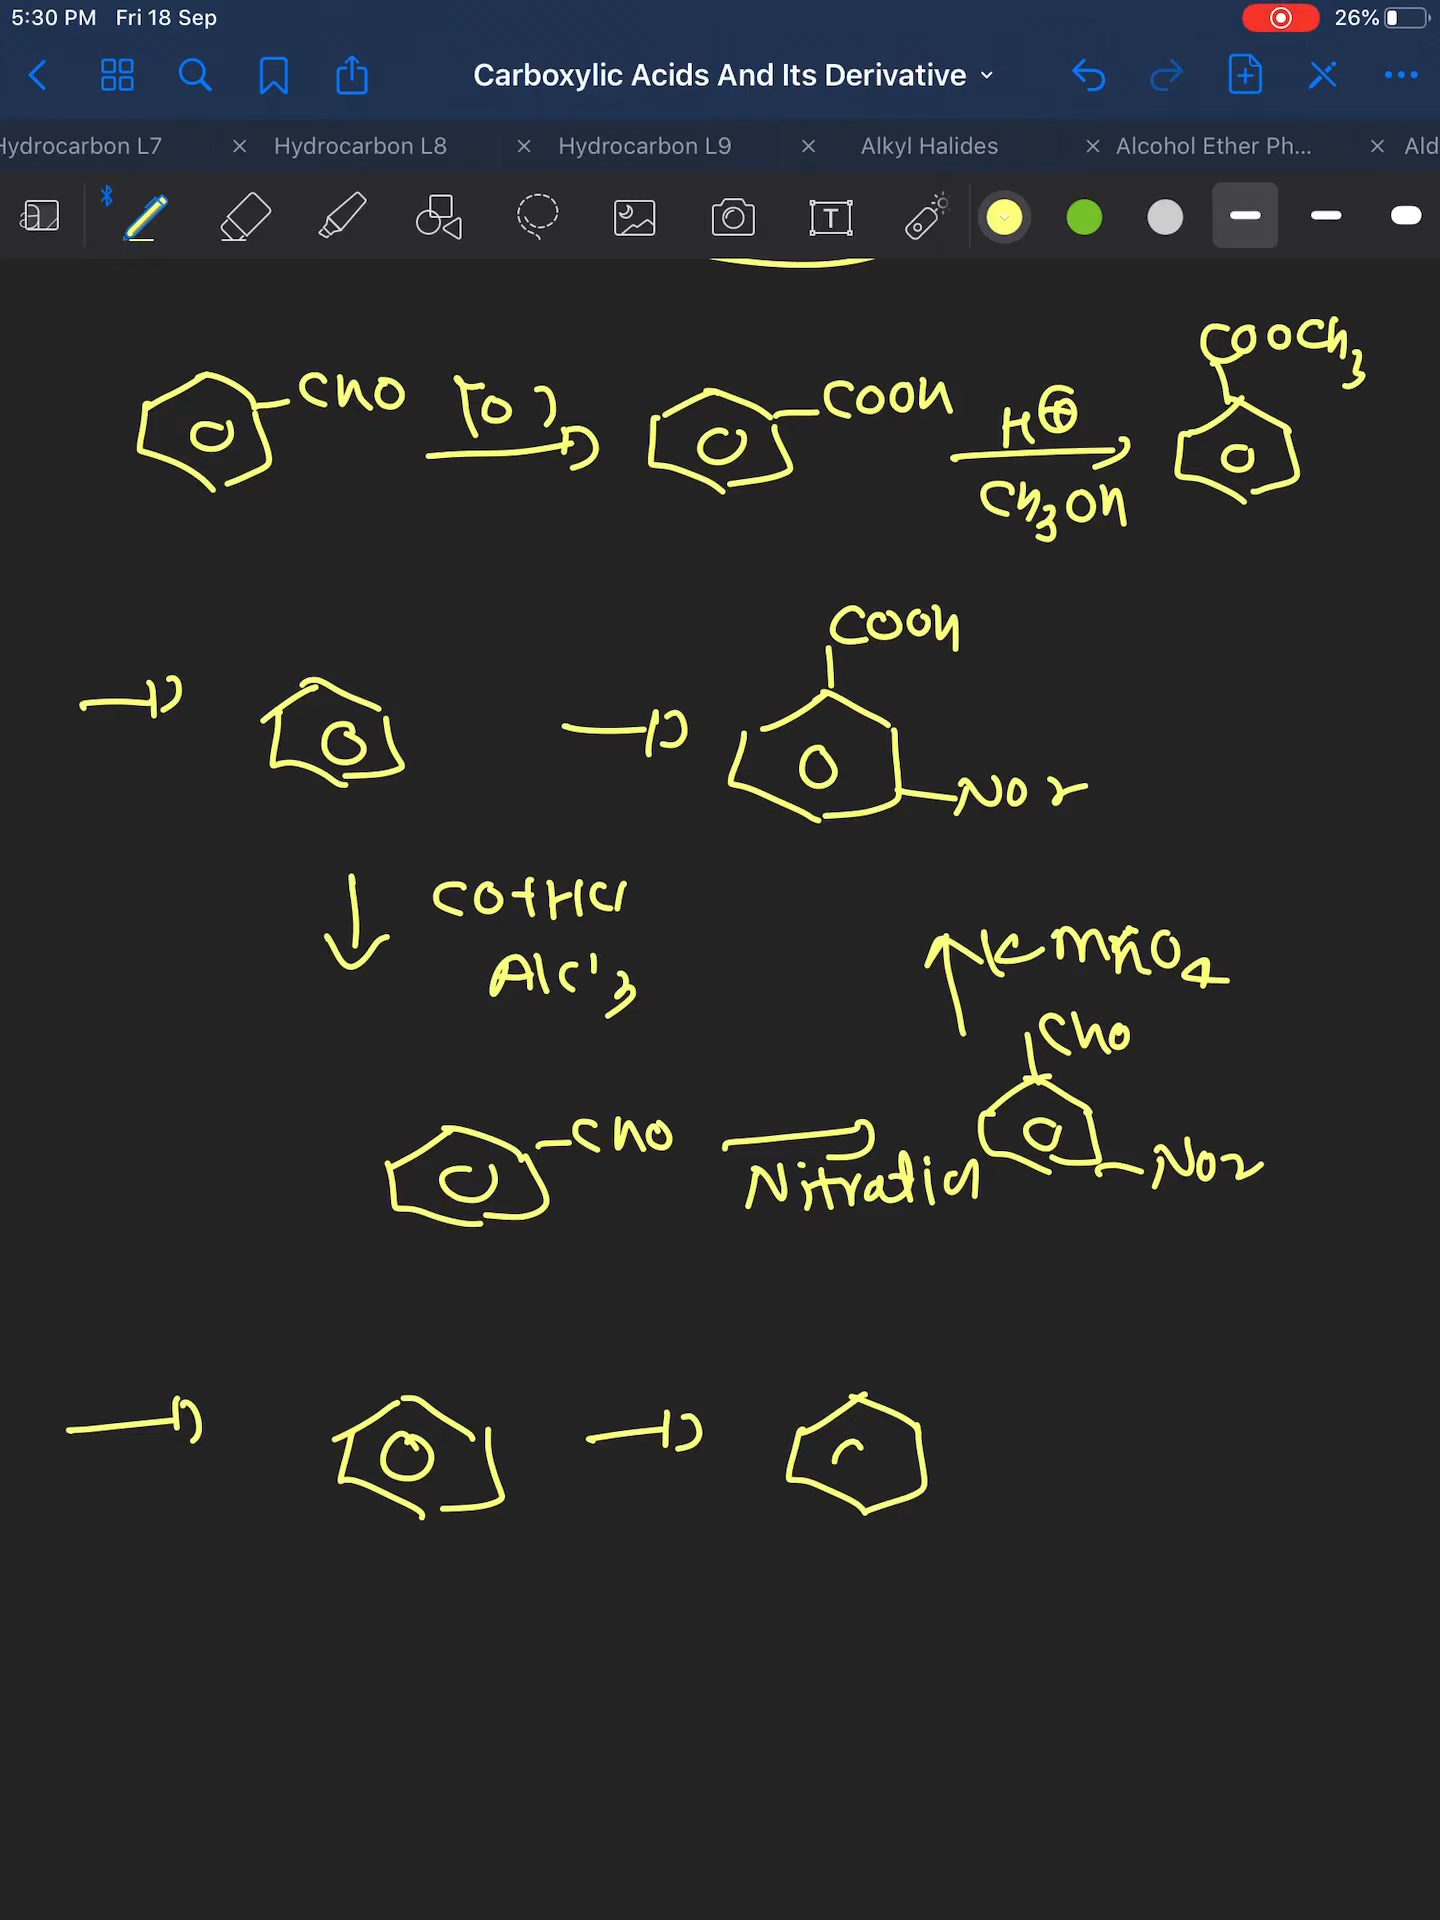 5:30 PM Fri 18 Sep 26%
Carboxylic Acids And Its Derivative
Hydrocarbon L7 × Hydrocarbon L8 × Hydrocarbon L9 × Alkyl Halides × Alcohol Ether Ph... × Ald
T
COOCH3
CHO [O] COOH H⊕
CH3OH
COOH
NO2
CO+HCl
AlCl3
KMnO4
CHO
CHO
Nitration NO2